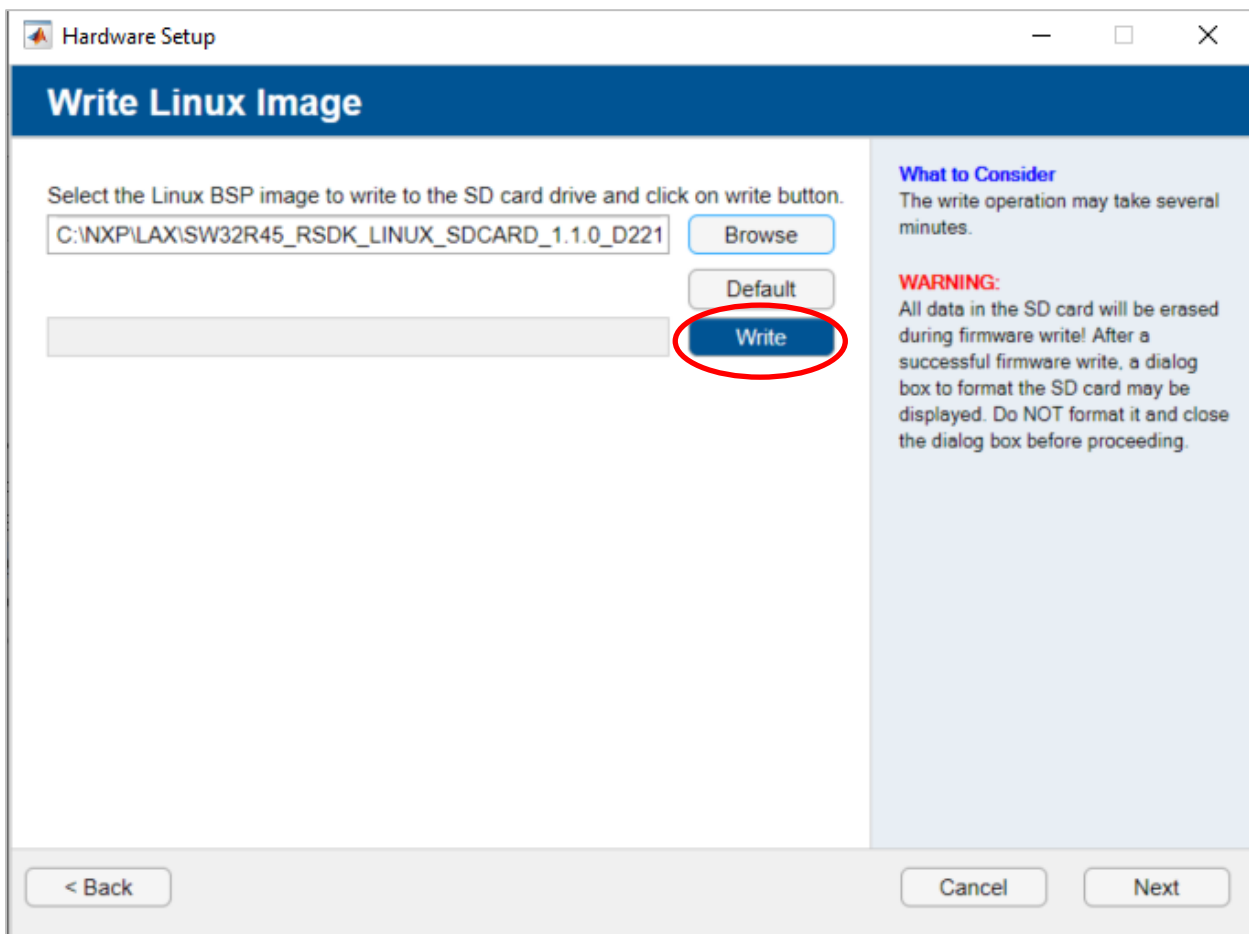 Hardware Setup
Write Linux Image
Select the Linux BSP image to write to the SD card drive and click on write button.
C:\NXP\LAX\SW32R45_RSDK_LINUX_SDCARD_1.1.0_D221
Browse
Default
Write
What to Consider
The write operation may take several
minutes.
WARNING:
All data in the SD card will be erased
during firmware write! After a
successful firmware write, a dialog
box to format the SD card may be
displayed. Do NOT format it and close
the dialog box before proceeding.
< Back
Cancel
Next